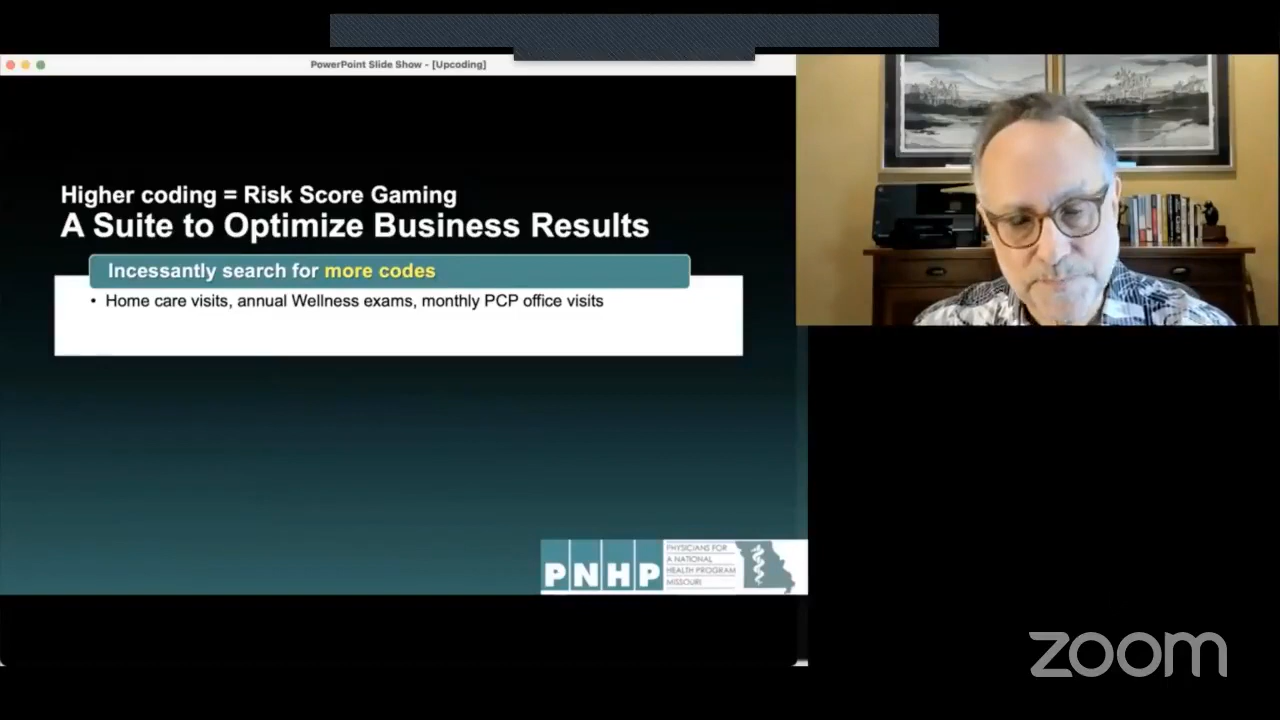 PowerPoint Slide Show - [Upcoding]
Higher coding = Risk Score Gaming
A Suite to Optimize Business Results
Incessantly search for more codes
• Home care visits, annual Wellness exams, monthly PCP office visits
PNHP
PHYSICIANS FOR
A NATIONAL
HEALTH PROGRAM
MISSOURI
zoom